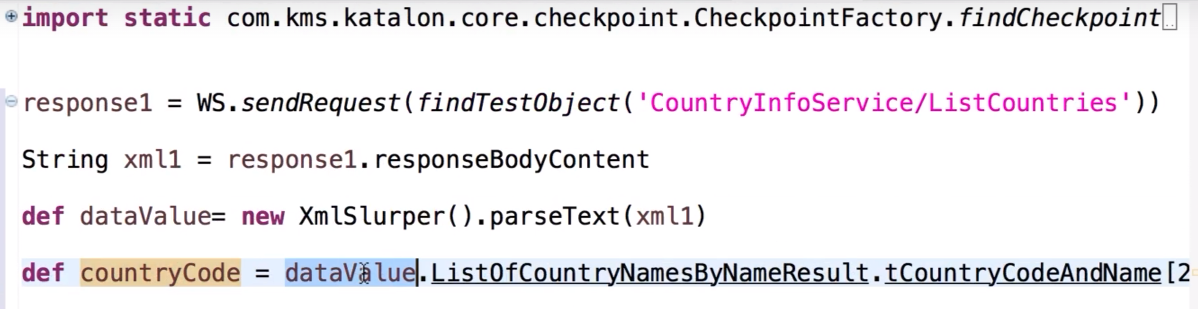 import static com.kms.katalon.core.checkpoint.CheckpointFactory.findCheckpoint
response1 = WS.sendRequest(findTestObject('CountryInfoService/ListCountries'))
String xml1 = response1.responseBodyContent
def dataValue= new XmlSlurper().parseText(xml1)
def countryCode = dataValue.ListOfCountryNamesByNameResult.tCountryCodeAndName[2